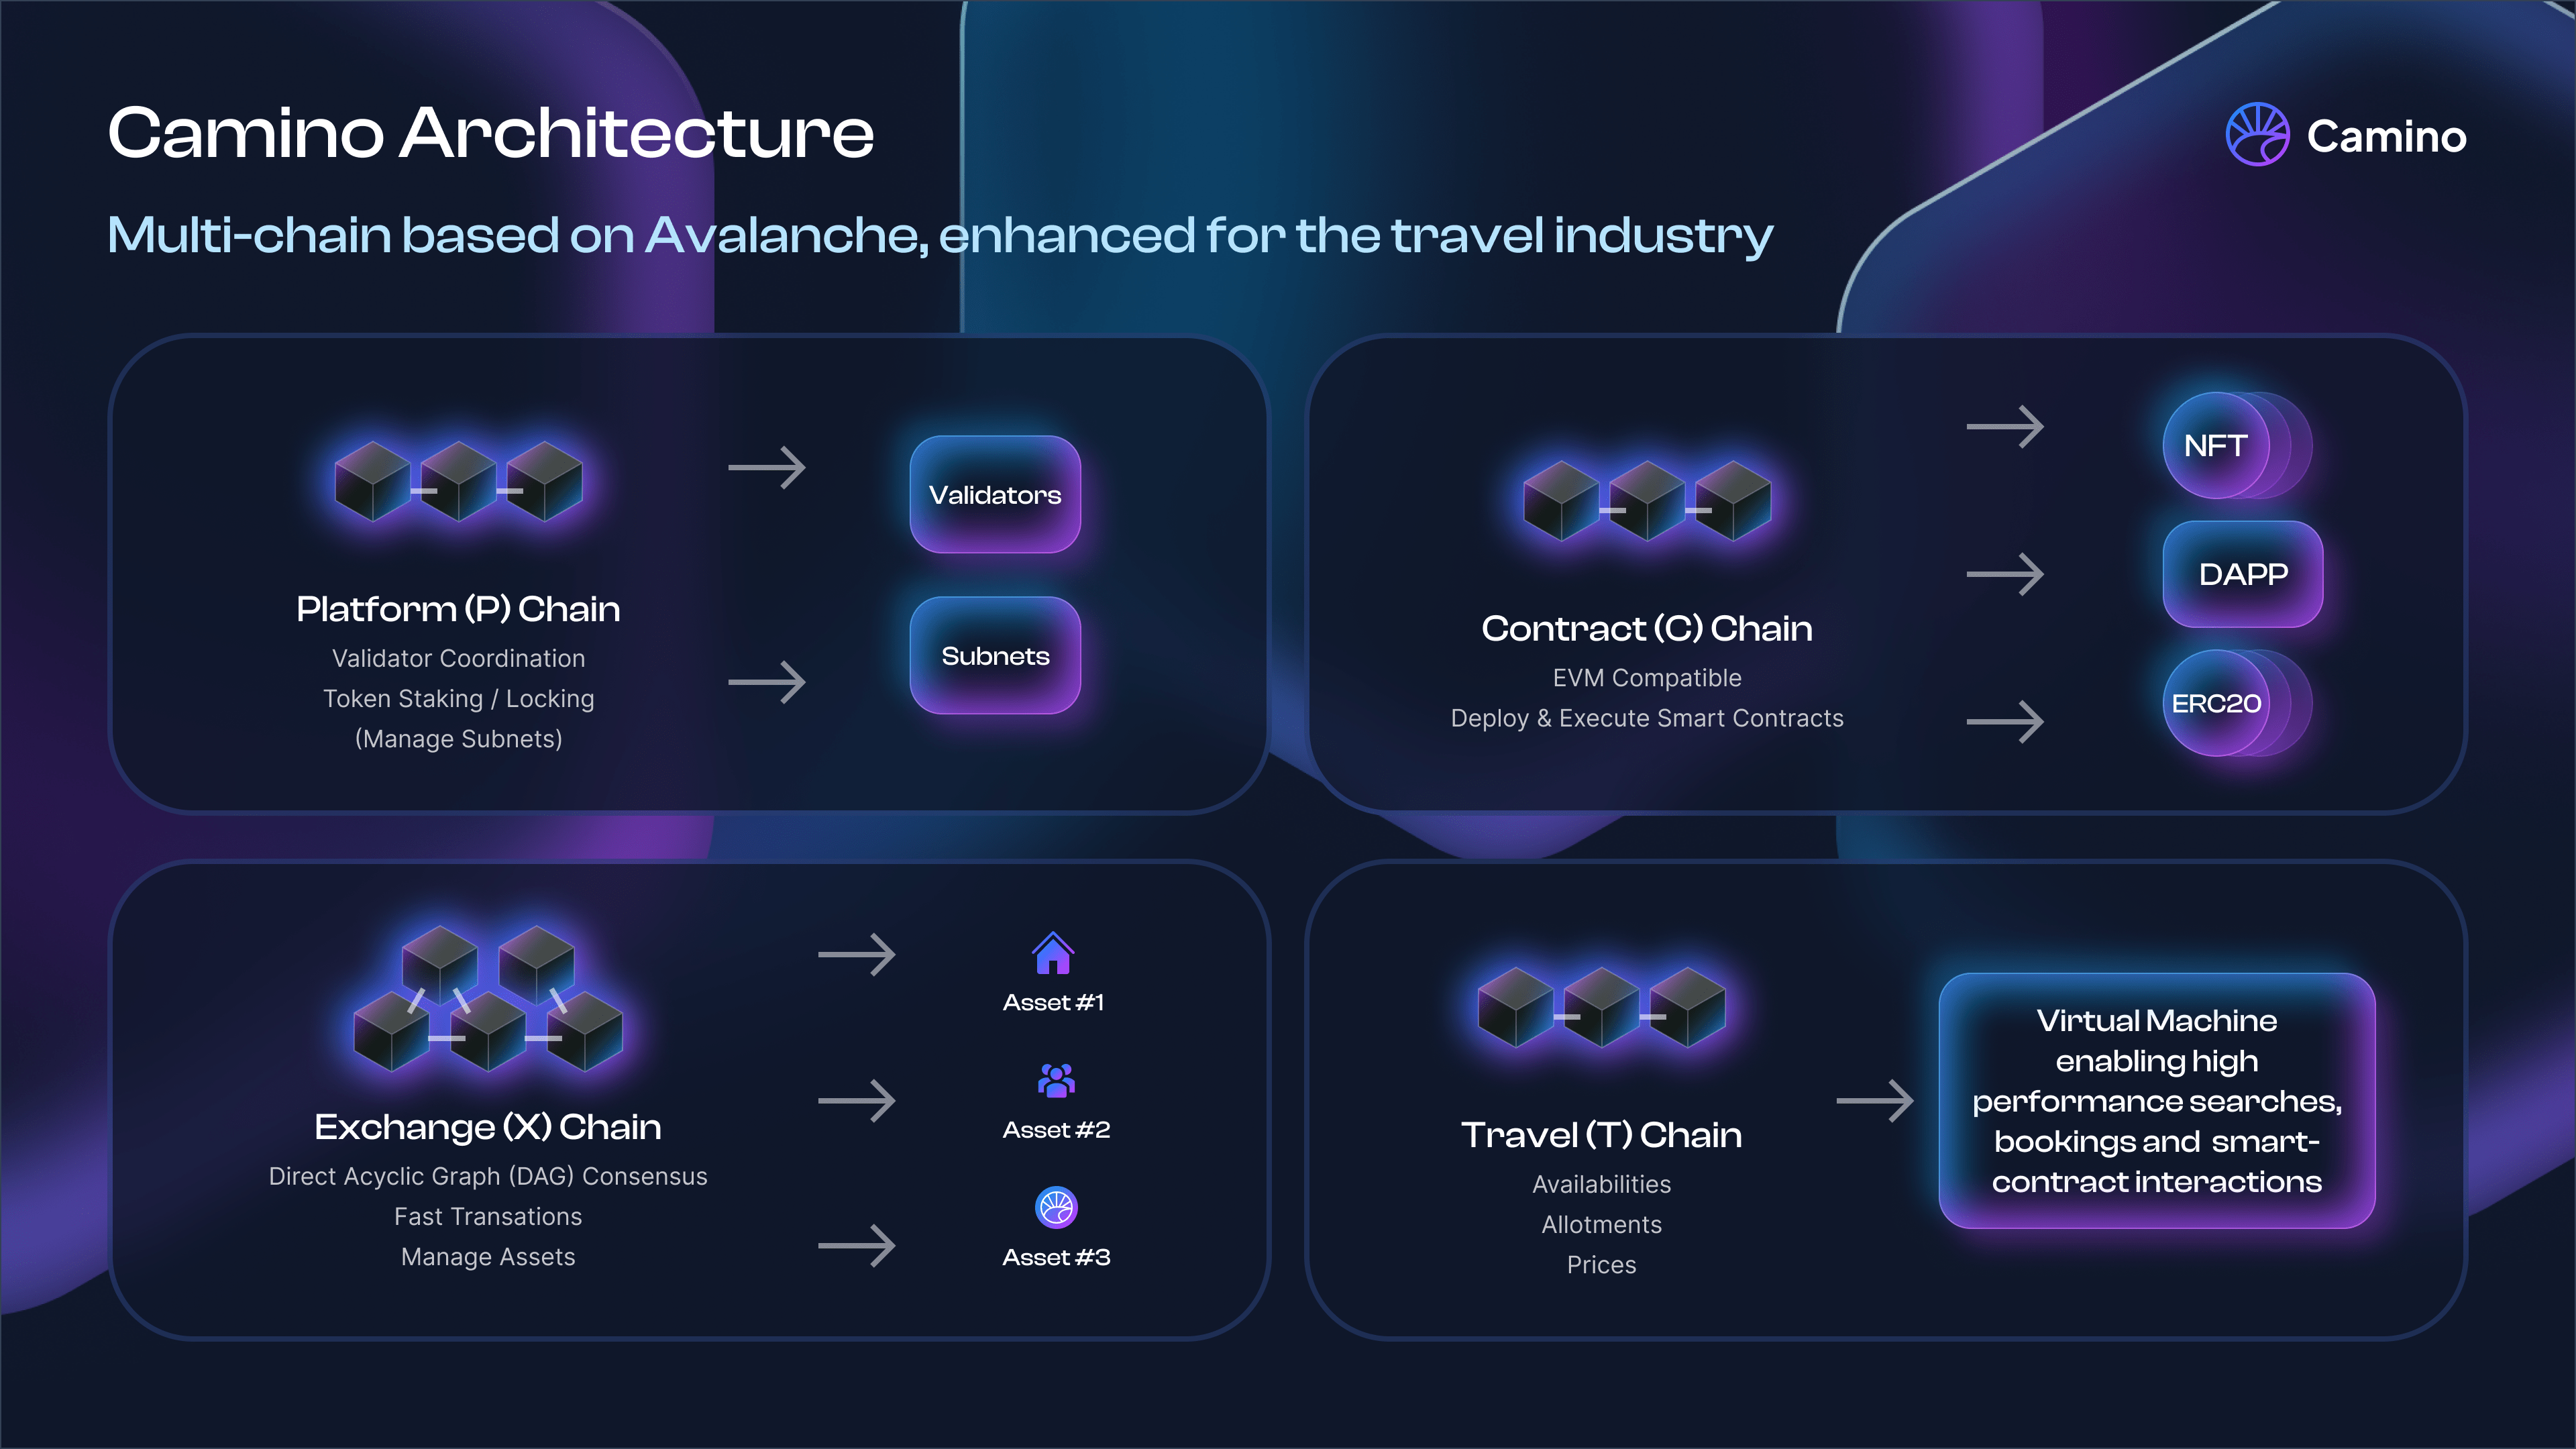 Camino Architecture
Camino
Multi-chain based on Avalanche, enhanced for the travel industry
Platform (P) Chain
Validator Coordination
Token Staking / Locking
(Manage Subnets)
Validators
Subnets
Contract (C) Chain
EVM Compatible
Deploy & Execute Smart Contracts
NFT
DAPP
ERC20
Exchange (X) Chain
Direct Acyclic Graph (DAG) Consensus
Fast Transations
Manage Assets
Asset #1
Asset #2
Asset #3
Travel (T) Chain
Availabilities
Allotments
Prices
Virtual Machine
enabling high
performance searches,
bookings and smart-
contract interactions